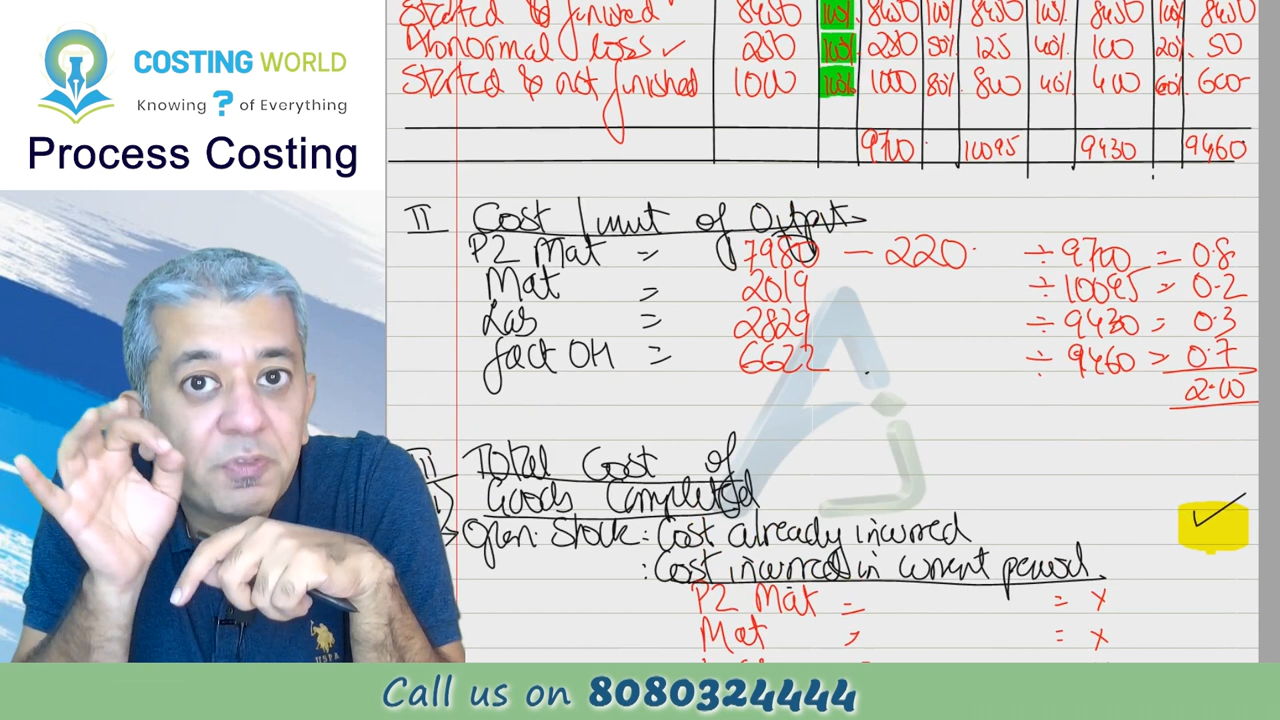 COSTING WORLD
Knowing ? of Everything
Process Costing
Started & finished 8450 100% 8450 100% 8450 100% 8450 100% 8450
Abnormal loss ✓ 250 100% 250 50% 125 40% 100 20% 50
Started & not finished 1000 100% 1000 80% 800 40% 400 60% 600
9700 10095 9430 9460
II Cost / unit of Output
P2 Mat = 7980 - 220 ÷ 9700 = 0.8
Mat = 2019 ÷ 10095 = 0.2
Lab = 2829 ÷ 9430 = 0.3
fact OH = 6622 ÷ 9460 = 0.7
2.00
Total Cost of
Goods Completed
Open. Stock : Cost already incurred
: Cost incurred in current period
P2 Mat = = x
Mat = = x
Call us on 8080324444